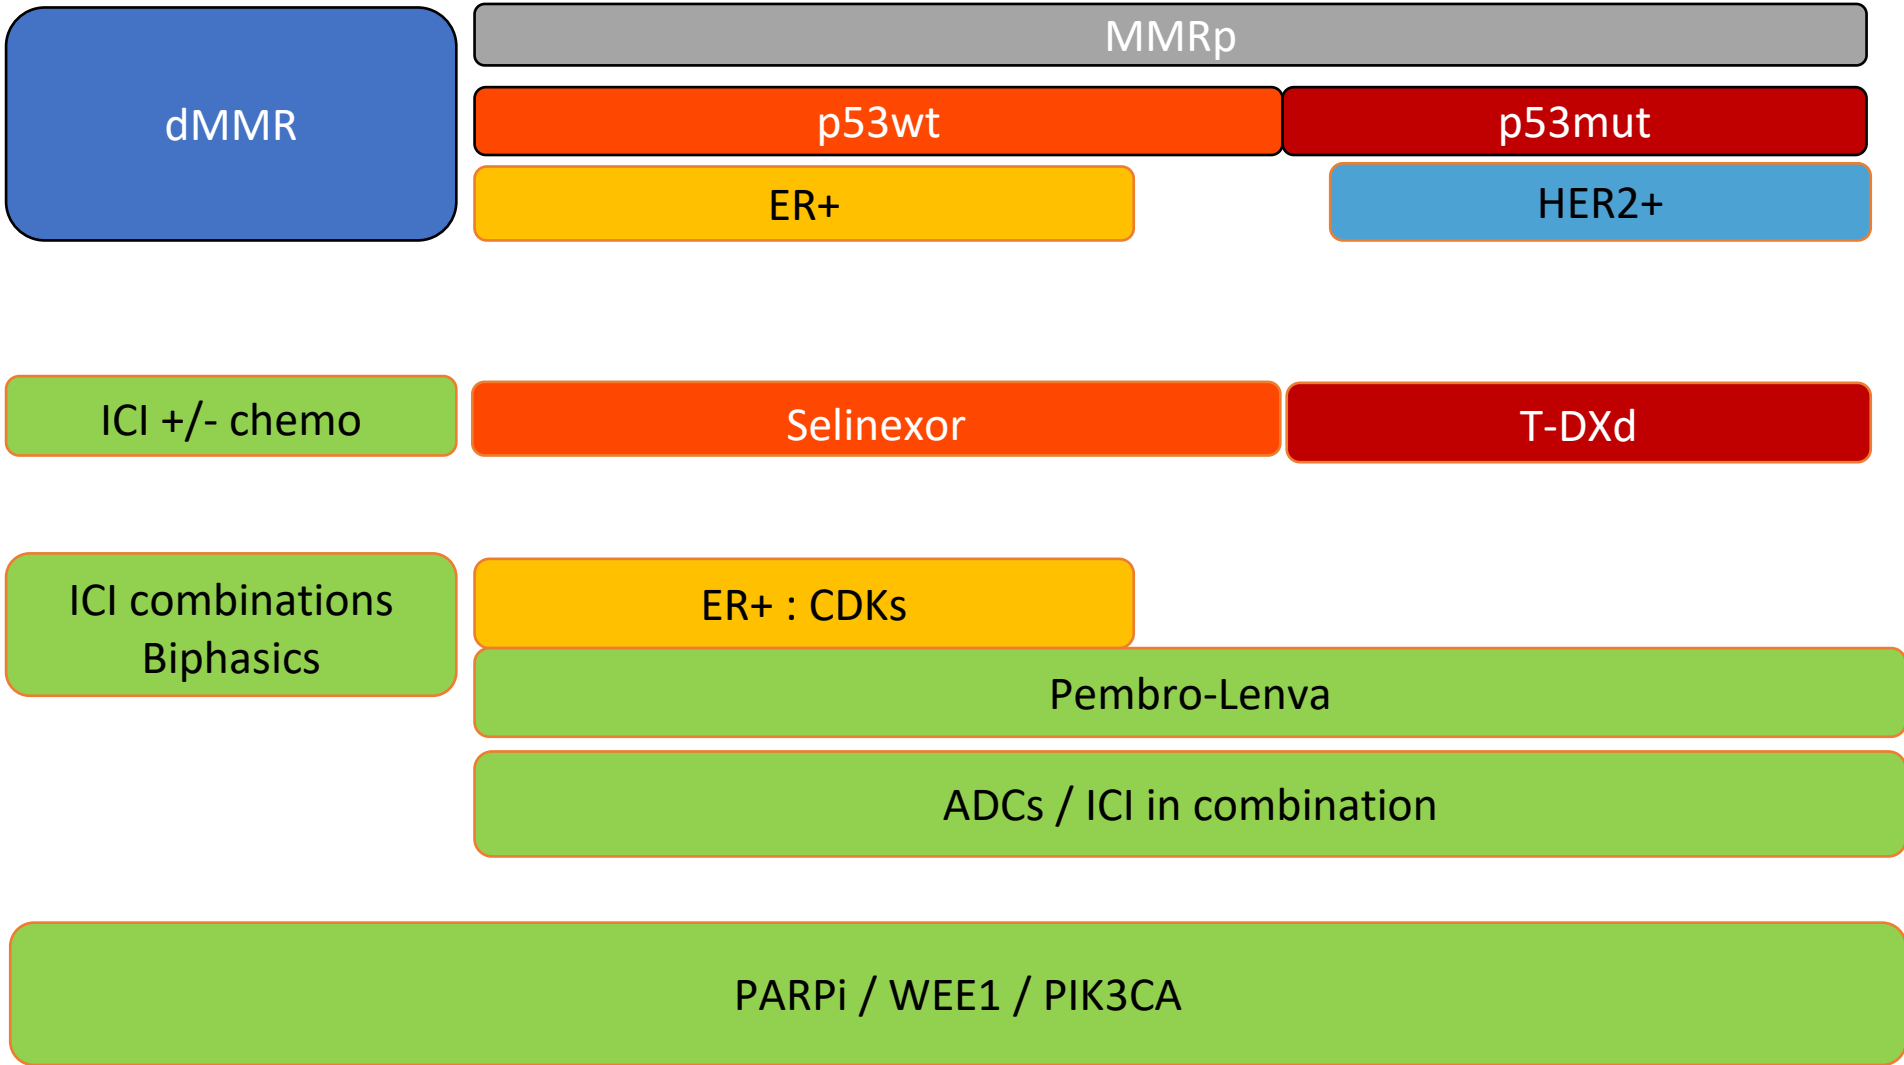 dMMR
MMRp
p53wt
p53mut
ER+
HER2+
ICI +/- chemo
Selinexor
T-DXd
ICI combinations
Biphasics
ER+ : CDKs
Pembro-Lenva
ADCs / ICI in combination
PARPi / WEE1 / PIK3CA